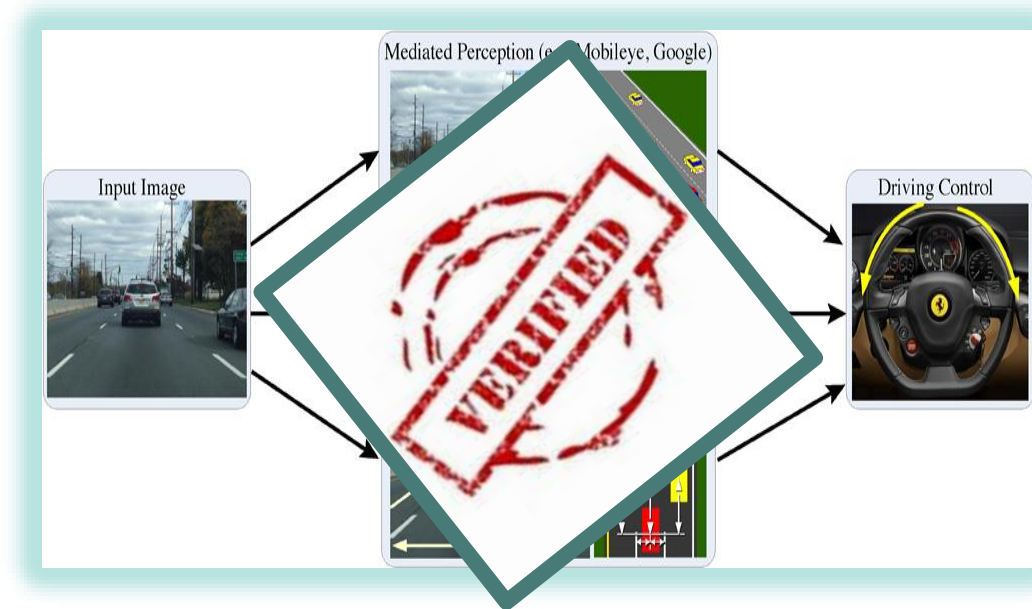 Mediated Perception (e Mobileye, Google)
Input Image
Driving Control
VERIFIED